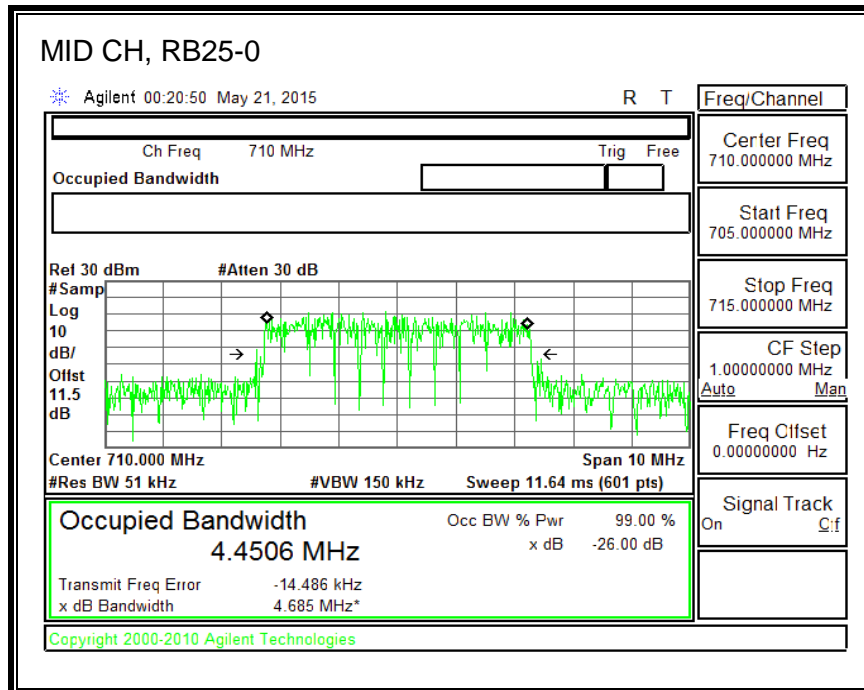 MID CH, RB25-0
Agilent 00:20:50 May 21, 2015 R T
Freq/Channel
Ch Freq 710 MHz Trig Free
Occupied Bandwidth
Center Freq
710.000000 MHz
Start Freq
705.000000 MHz
Stop Freq
715.000000 MHz
CF Step
1.00000000 MHz
Auto Man
Freq Offset
0.00000000 Hz
Signal Track
On Off
Ref 30 dBm #Atten 30 dB
#Samp
Log
10
dB/
Offst
11.5
dB
Center 710.000 MHz Span 10 MHz
#Res BW 51 kHz #VBW 150 kHz Sweep 11.64 ms (601 pts)
Occupied Bandwidth
4.4506 MHz
Occ BW % Pwr 99.00 %
x dB -26.00 dB
Transmit Freq Error -14.486 kHz
x dB Bandwidth 4.685 MHz*
Copyright 2000-2010 Agilent Technologies